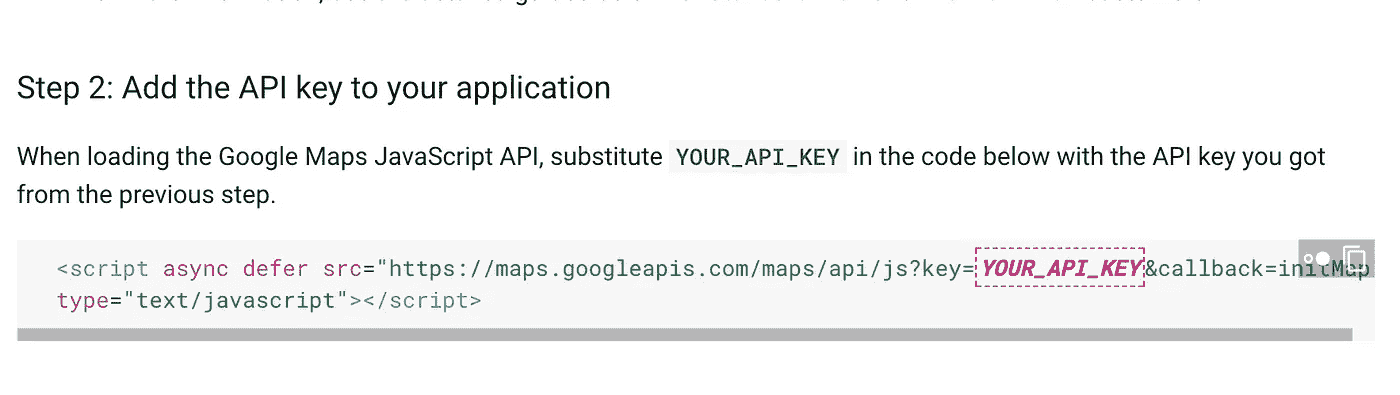 Step 2: Add the API key to your application
When loading the Google Maps JavaScript API, substitute YOUR_API_KEY in the code below with the API key you got
from the previous step.
<script async defer src="https://maps.googleapis.com/maps/api/js?key=YOUR_API_KEY&callback=initMap
type="text/javascript"></script>